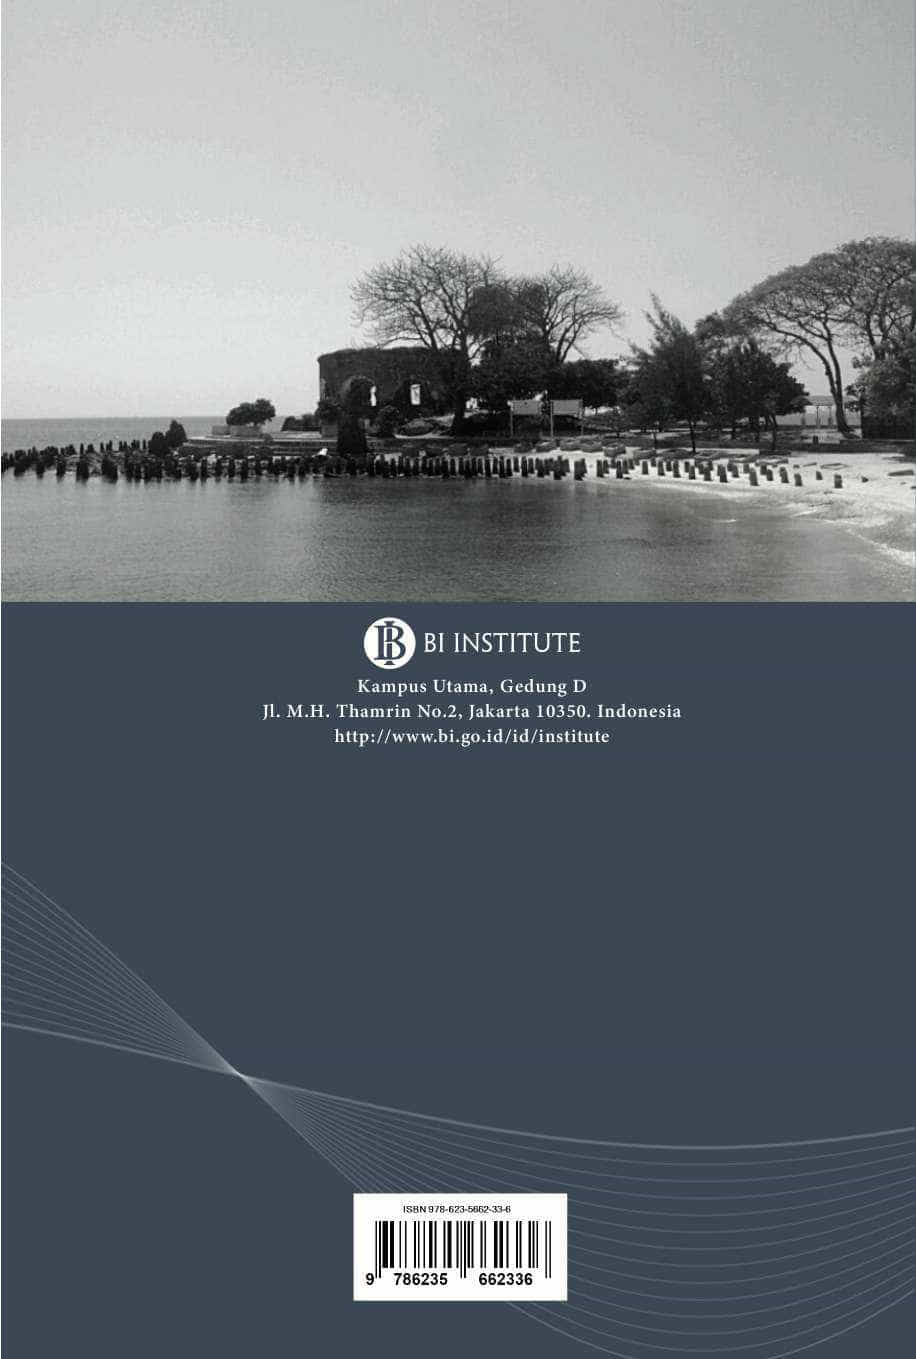 BI INSTITUTE
Kampus Utama, Gedung D
Jl. M.H. Thamrin No.2, Jakarta 10350. Indonesia
http://www.bi.go.id/id/institute
ISBN 978-623-5662-33-6
9 786235 662336